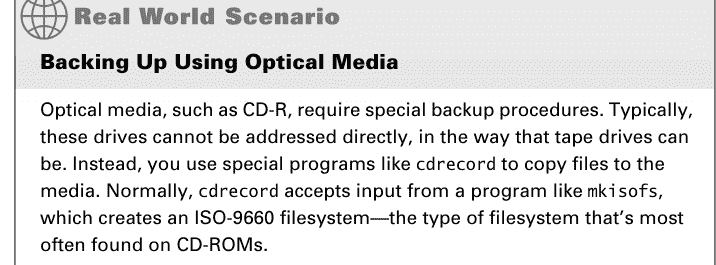 Real World Scenario
Backing Up Using Optical Media
Optical media, such as CD-R, require special backup procedures. Typically,
these drives cannot be addressed directly, in the way that tape drives can
be. Instead, you use special programs like cdrecord to copy files to the
media. Normally, cdrecord accepts input from a program like mkisofs,
which creates an ISO-9660 filesystem—the type of filesystem that’s most
often found on CD-ROMs.